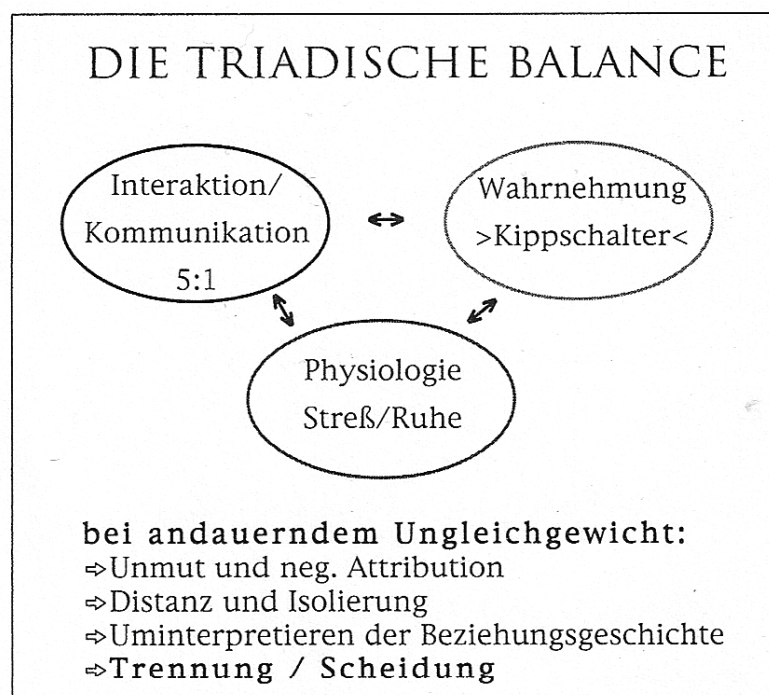 DIE TRIADISCHE BALANCE
Interaktion/
Kommunikation
5:1
Wahrnehmung
>Kippschalter<
Physiologie
Streß/Ruhe
bei andauerndem Ungleichgewicht:
⇨Unmut und neg. Attribution
⇨Distanz und Isolierung
⇨Uminterpretieren der Beziehungsgeschichte
⇨Trennung / Scheidung